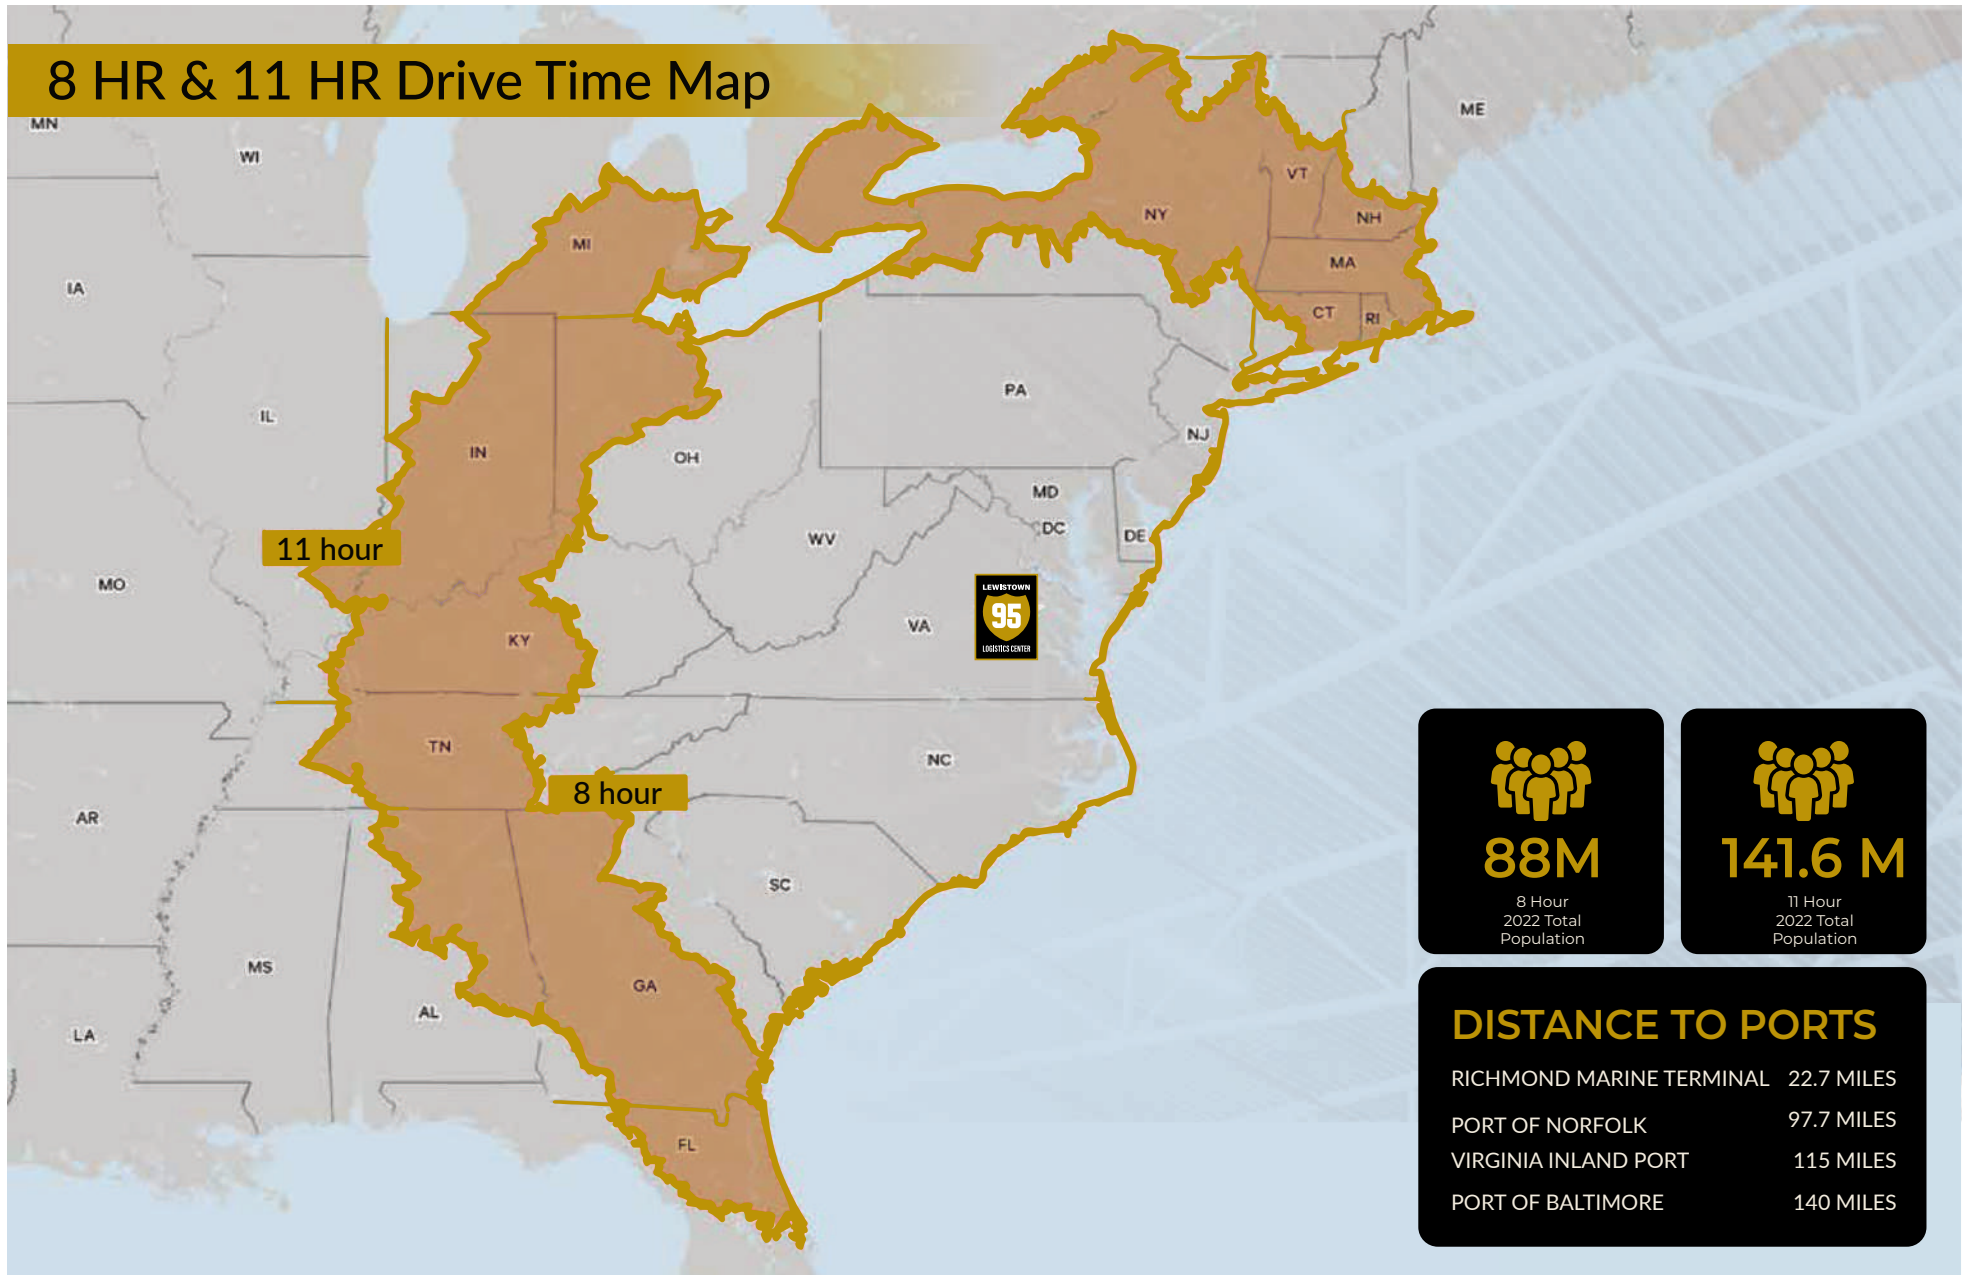 8 HR & 11 HR Drive Time Map
MN
WI
ME
VT
NY
NH
MI
MA
IA
CT
RI
PA
IL
NJ
IN
OH
MD
DC
DE
WV
11 hour
MO
LEWISTOWN
95
LOGISTICS CENTER
VA
KY
TN
NC
8 hour
AR
SC
MS
GA
AL
LA
FL
88M
8 Hour
2022 Total
Population
141.6 M
11 Hour
2022 Total
Population
DISTANCE TO PORTS
RICHMOND MARINE TERMINAL 22.7 MILES
PORT OF NORFOLK 97.7 MILES
VIRGINIA INLAND PORT 115 MILES
PORT OF BALTIMORE 140 MILES